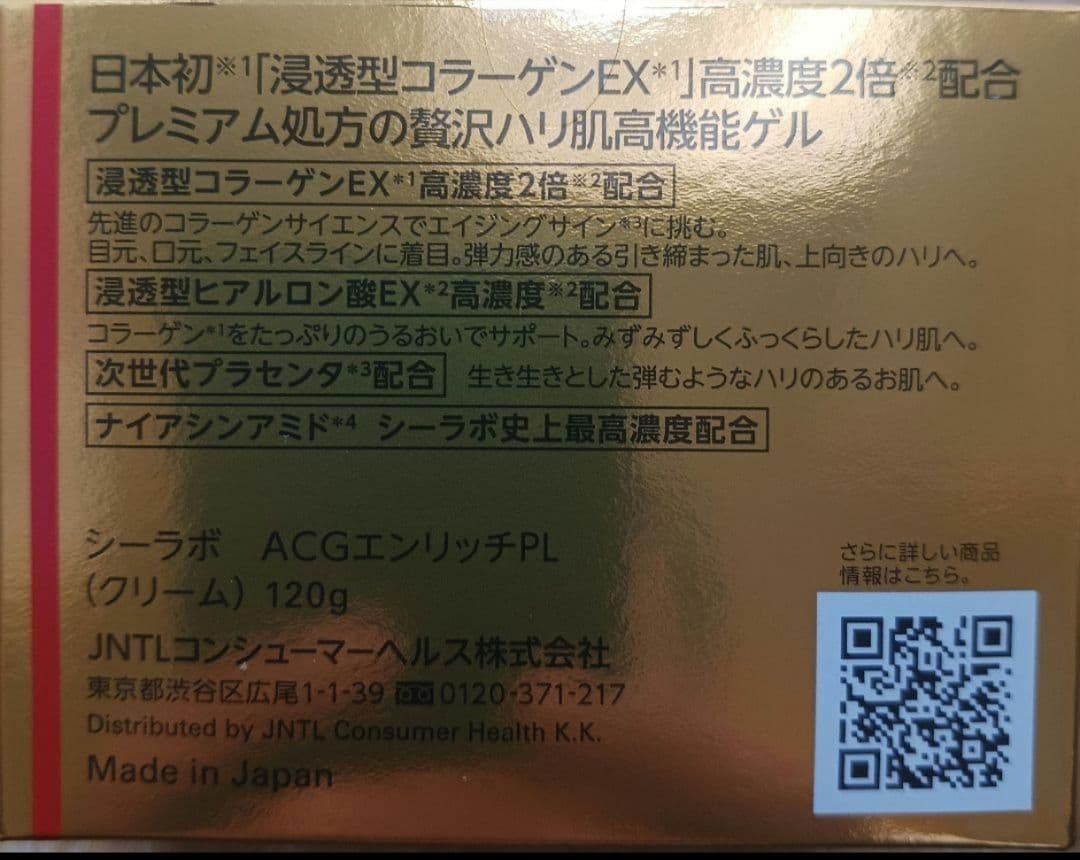 日本初※1「浸透型コラーゲンEX*1」高濃度2倍※2配合
プレミアム処方の贅沢ハリ肌高機能ゲル
浸透型コラーゲンEX*1高濃度2倍※2配合
先進のコラーゲンサイエンスでエイジングサイン※3に挑む。
目元、口元、フェイスラインに着目。弾力感のある引き締まった肌、上向きのハリへ。
浸透型ヒアルロン酸EX*2高濃度※2配合
コラーゲン*1をたっぷりのうるおいでサポート。みずみずしくふっくらしたハリ肌へ。
次世代プラセンタ*3配合 生き生きとした弾むようなハリのあるお肌へ。
ナイアシンアミド*4 シーラボ史上最高濃度配合
シーラボ ACGエンリッチPL
(クリーム) 120g
さらに詳しい商品
情報はこちら。
JNTLコンシューマーヘルス株式会社
東京都渋谷区広尾1-1-39 0120-371-217
Distributed by JNTL Consumer Health K.K.
Made in Japan